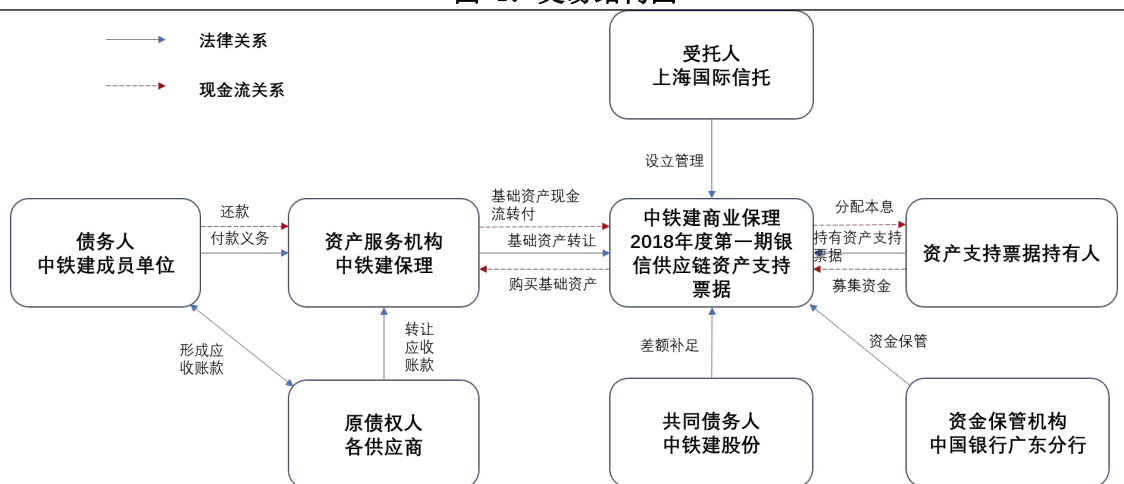 图 1：交易结构图
法律关系
现金流关系
受托人
上海国际信托
设立管理
债务人
中铁建成员单位
还款
付款义务
资产服务机构
中铁建保理
基础资产现金
流转付
基础资产转让
购买基础资产
中铁建商业保理
2018年度第一期银
信供应链资产支持
票据
分配本息
持有资产支持
票据
募集资金
资产支持票据持有人
形成应
收账款
转让
应收
账款
差额补足
资金保管
原债权人
各供应商
共同债务人
中铁建股份
资金保管机构
中国银行广东分行